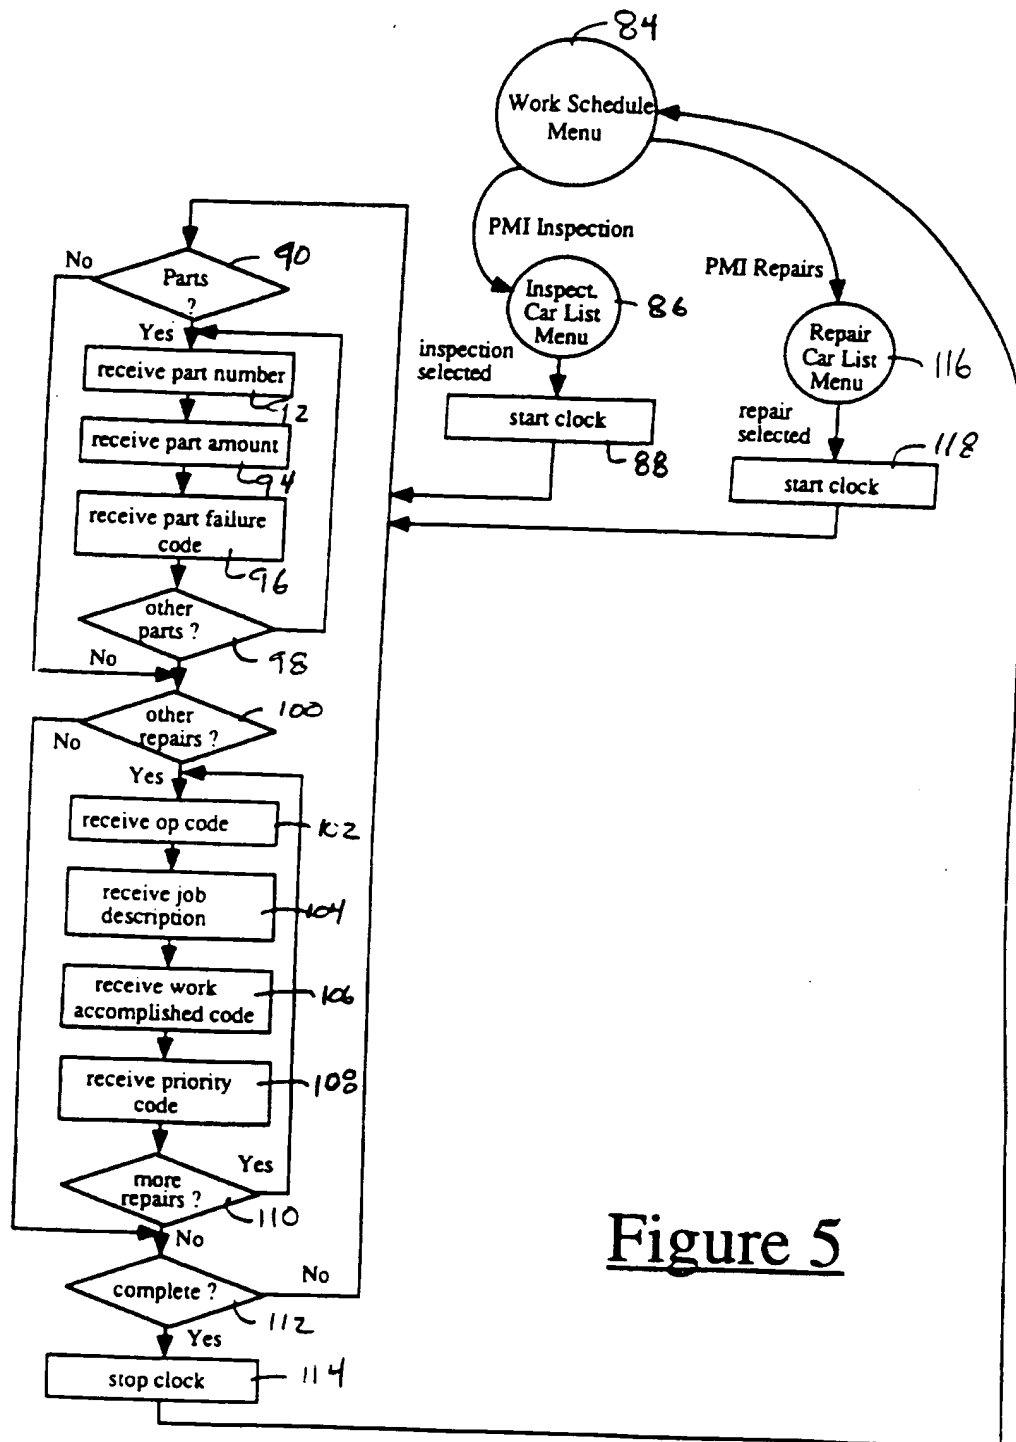 84
Work Schedule
Menu
PMI Inspection
PMI Repairs
Inspect.
Car List
Menu
86
inspection
selected
start clock
88
Repair
Car List
Menu
116
repair
selected
118
start clock
No
90
Parts
?
Yes
receive part number
92
receive part amount
94
receive part failure
code
96
other
parts ?
98
No
100
other
repairs ?
No
Yes
receive op code
102
receive job
description
104
receive work
accomplished code
106
receive priority
code
108
Yes
more
repairs ?
110
No
complete ?
No
112
Yes
stop clock
114
Figure 5